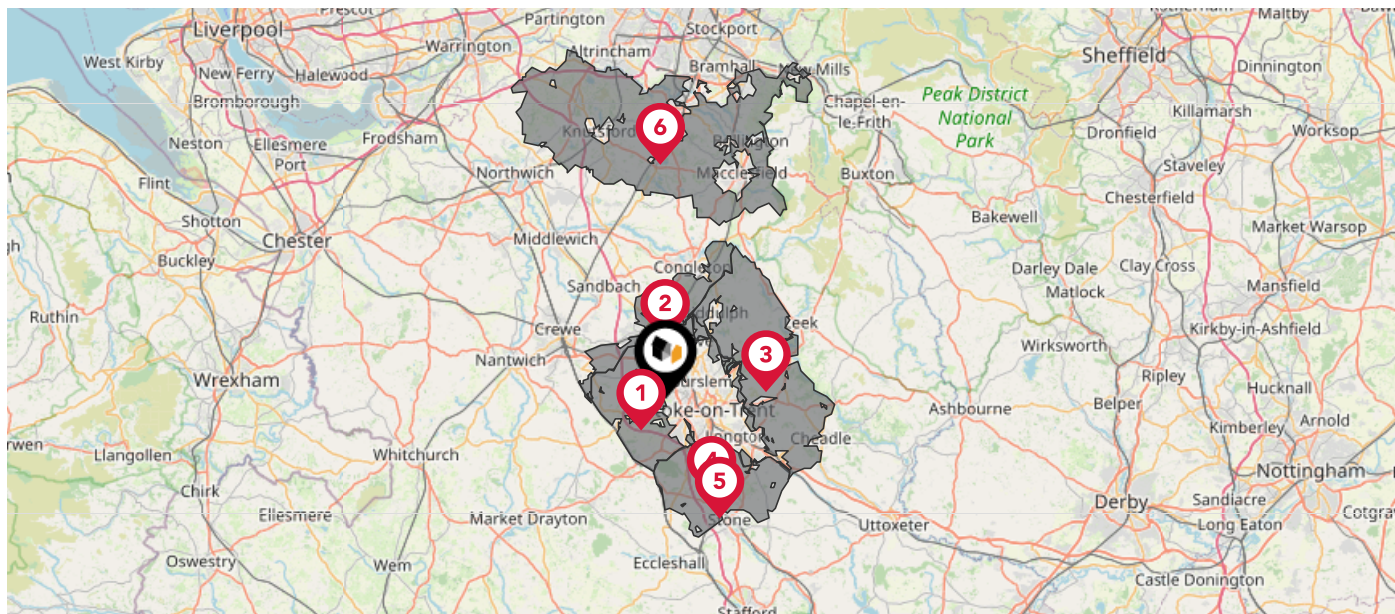 Liverpool
Prescot
Partington
Stockport
Rotherham
Maltby
West Kirby
Warrington
Altrincham
Sheffield
New Ferry
Halewood
Bramhall
New Mills
Dinnington
Bromborough
Chapel-en-
le-Frith
Peak District
National
Park
Killamarsh
Frodsham
Knutsford
6
Bollington
Dronfield
Worksop
Neston
Ellesmere
Port
Northwich
Macclesfield
Buxton
Staveley
Flint
Chesterfield
Shotton
Bakewell
Market Warsop
Chester
Middlewich
Buckley
Congleton
Darley Dale
Clay Cross
Sandbach
Matlock
Mansfield
2
Ruthin
Crewe
Kirkby-in-Ashfield
Nantwich
3
Wirksworth
Wrexham
Ripley
Hucknall
1
Belper
Arnold
Ashbourne
Kimberley
Cheadle
Llangollen
Whitchurch
Nottingham
4
5
Chirk
Derby
Sandiacre
Ellesmere
Market Drayton
Stone
Uttoxeter
Long Eaton
Oswestry
Wem
Eccleshall
Castle Donington
Stafford